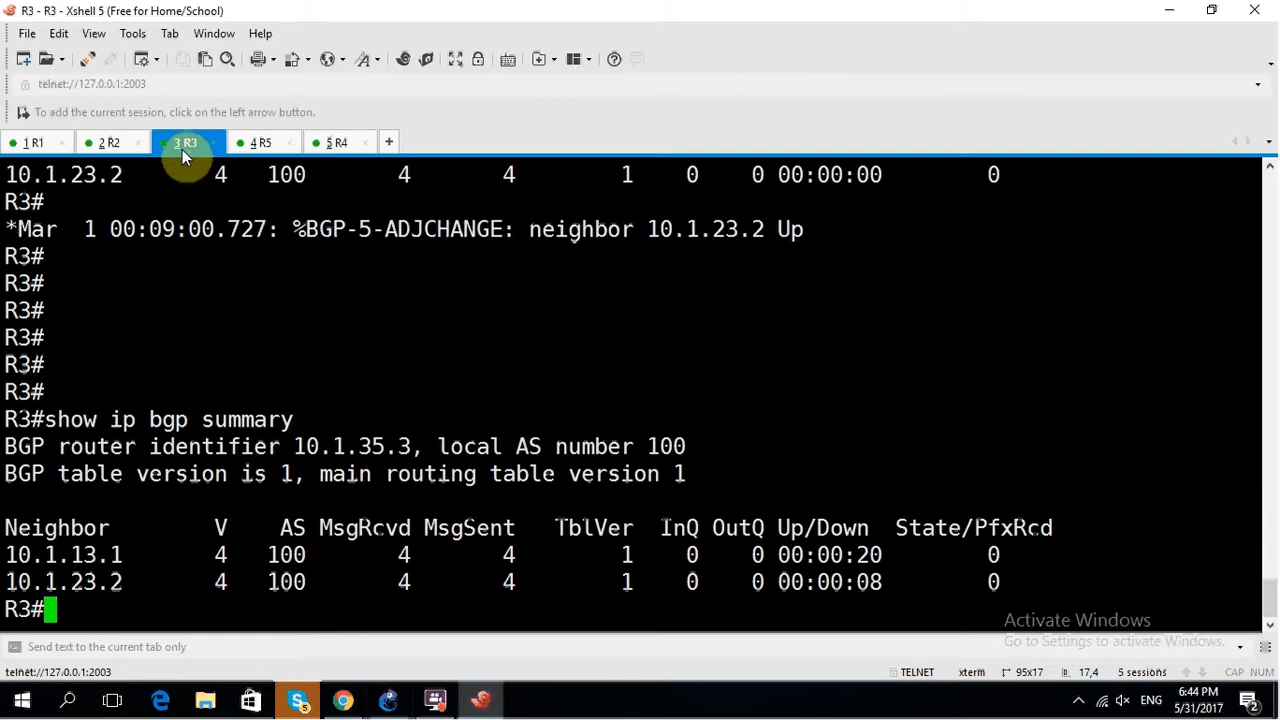 R3 - R3 - Xshell 5 (Free for Home/School)
File Edit View Tools Tab Window Help
telnet://127.0.0.1:2003
To add the current session, click on the left arrow button.
1 R1 2 R2 3 R3 4 R5 5 R4
10.1.23.2 4 100 4 4 1 0 0 00:00:00 0
R3#
*Mar 1 00:09:00.727: %BGP-5-ADJCHANGE: neighbor 10.1.23.2 Up
R3#
R3#
R3#
R3#
R3#
R3#
R3#show ip bgp summary
BGP router identifier 10.1.35.3, local AS number 100
BGP table version is 1, main routing table version 1
Neighbor V AS MsgRcvd MsgSent TblVer InQ OutQ Up/Down State/PfxRcd
10.1.13.1 4 100 4 4 1 0 0 00:00:20 0
10.1.23.2 4 100 4 4 1 0 0 00:00:08 0
R3#
Activate Windows
Go to Settings to activate Windows.
Send text to the current tab only
telnet://127.0.0.1:2003 TELNET xterm 95x17 17,4 5 sessions CAP NUM
ENG 6:44 PM
5/31/2017 2